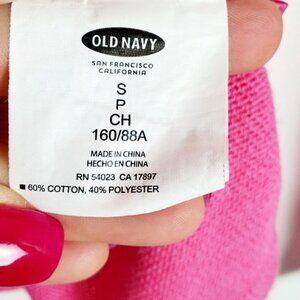 OLD NAVY
SAN FRANCISCO
CALIFORNIA
S
P
CH
160/88A
MADE IN CHINA
HECHO EN CHINA
RN 54023 CA 17897
60% COTTON, 40% POLYESTER